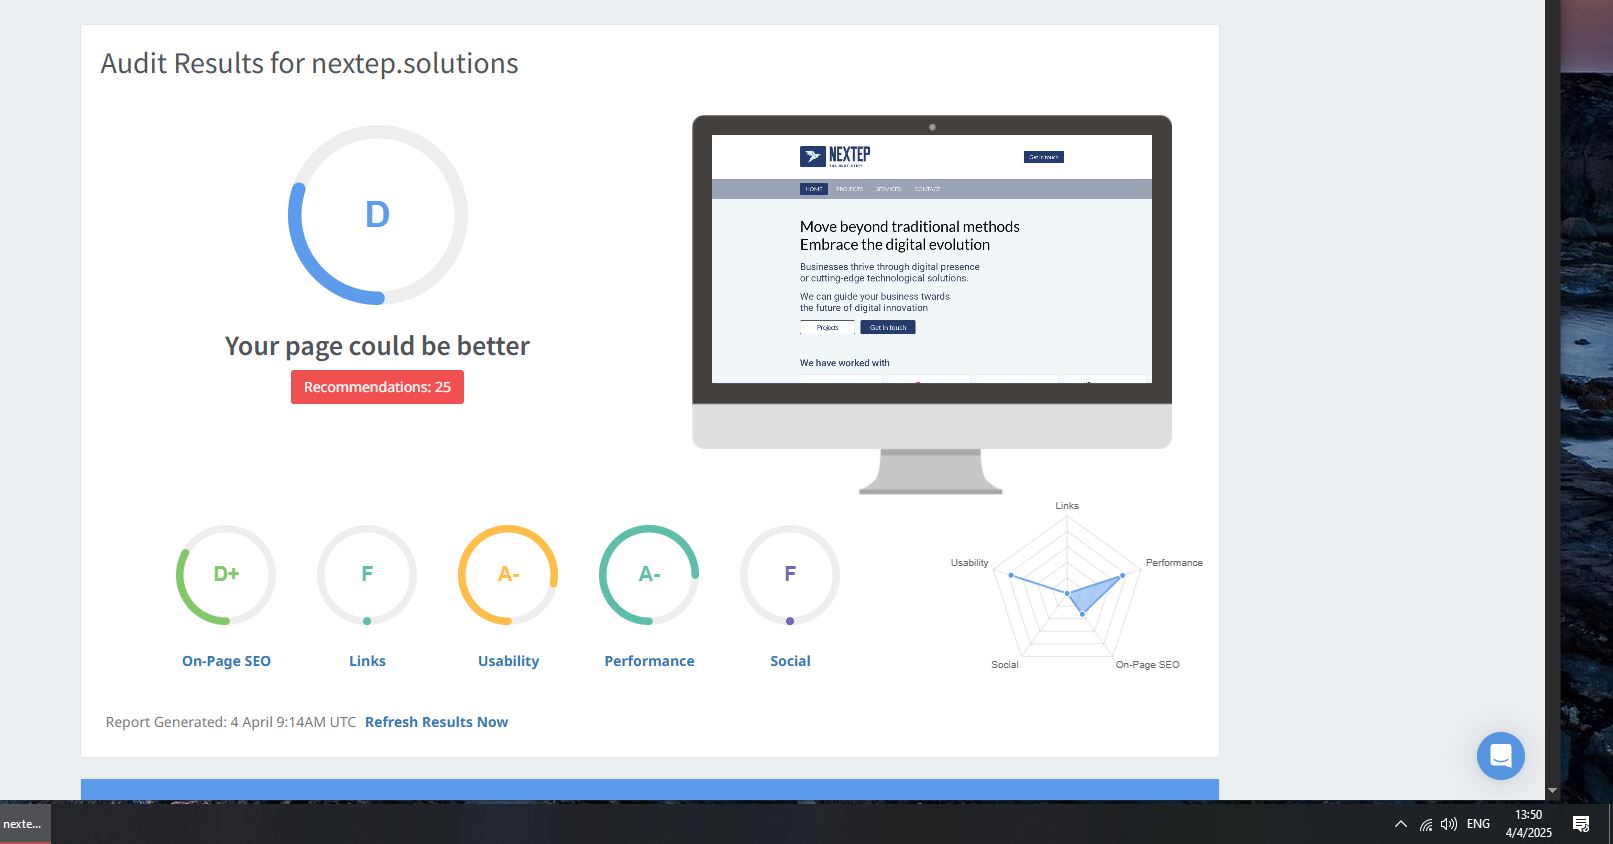 Audit Results for nextep.solutions
D
Your page could be better
Recommendations: 25
NEXTEP
Get in touch
HOME PROJECTS SERVICES CONTACT
Move beyond traditional methods
Embrace the digital evolution
Businesses thrive through digital presence
or cutting-edge technological solutions.
We can guide your business twards
the future of digital innovation
Projects Get in touch
We have worked with
D+ F A- A- F
On-Page SEO Links Usability Performance Social
Links
Usability Performance
Social On-Page SEO
Report Generated: 4 April 9:14AM UTC Refresh Results Now
nexte... ENG 13:50
4/4/2025